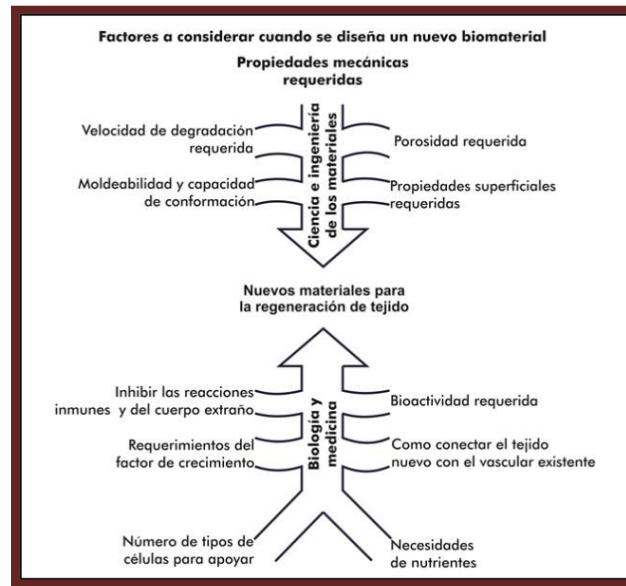 Factores a considerar cuando se diseña un nuevo biomaterial
Propiedades mecánicas
requeridas
Velocidad de degradación
requerida
Porosidad requerida
Moldeabilidad y capacidad
de conformación
Propiedades superficiales
requeridas
Ciencia e ingeniería
de los materiales
Nuevos materiales para
la regeneración de tejido
Inhibir las reacciones
inmunes y del cuerpo extraño
Bioactividad requerida
Requerimientos del
factor de crecimiento
Como conectar el tejido
nuevo con el vascular existente
Biología y
medicina
Número de tipos de
células para apoyar
Necesidades
de nutrientes